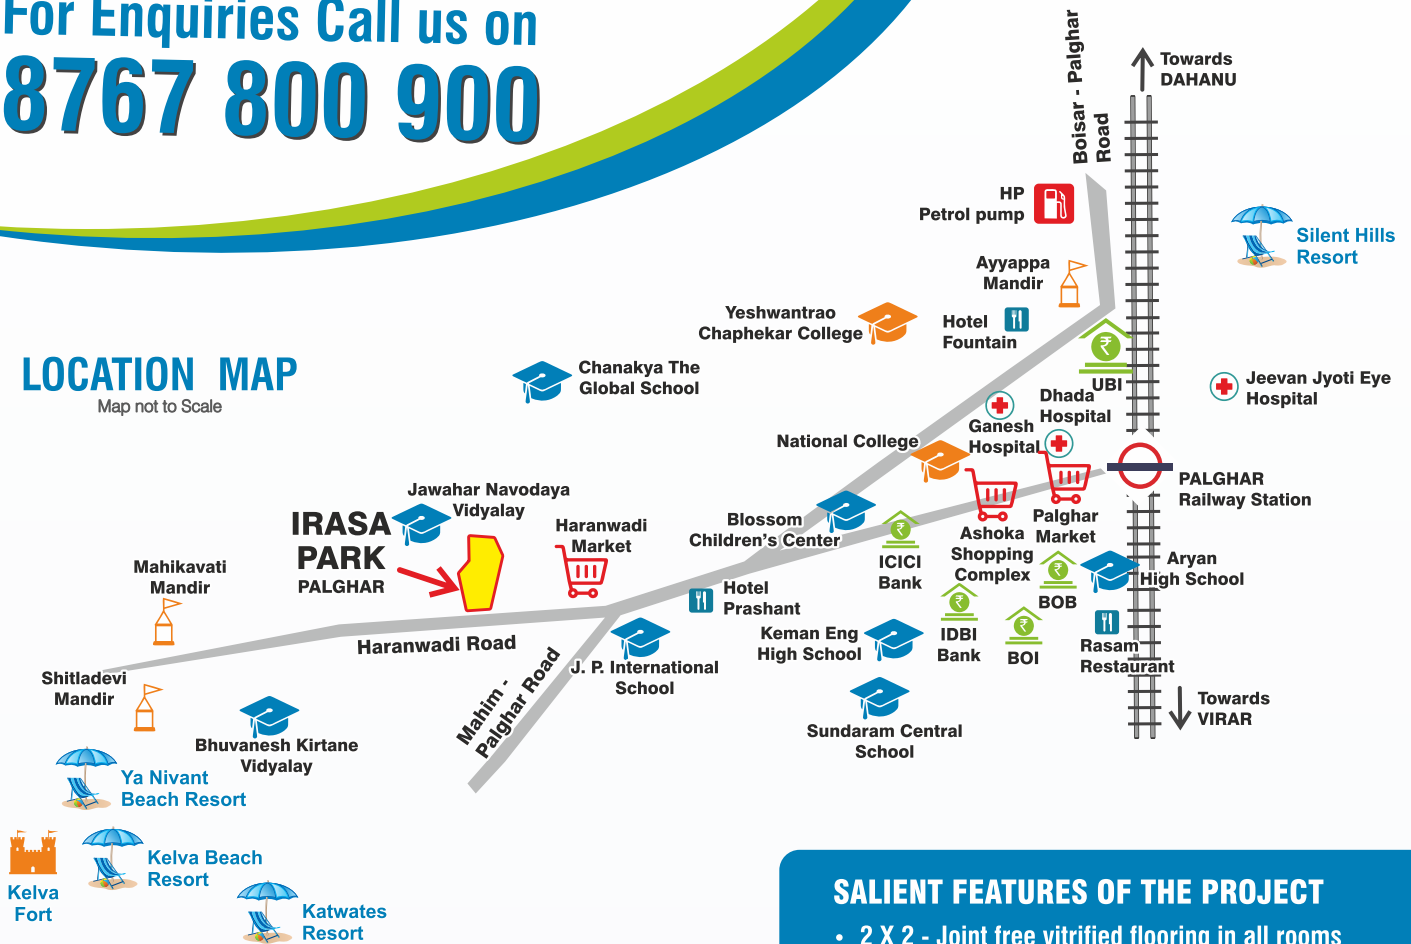 For Enquiries Call us on
8767 800 900
Towards
DAHANU
Boisar - Palghar
Road
HP
Petrol pump
Silent Hills
Resort
Ayyappa
Mandir
Yeshwantrao
Chaphekar College
Hotel
Fountain
LOCATION MAP
Map not to Scale
Chanakya The
Global School
UBI
Jeevan Jyoti Eye
Hospital
Dhada
Hospital
Ganesh
Hospital
National College
PALGHAR
Railway Station
Jawahar Navodaya
Vidyalay
IRASA
PARK
PALGHAR
Haranwadi
Market
Blossom
Children's Center
Ashoka
Shopping
Complex
Palghar
Market
ICICI
Bank
Aryan
High School
Mahikavati
Mandir
Hotel
Prashant
BOB
Haranwadi Road
Keman Eng
High School
IDBI
Bank
BOI
Rasam
Restaurant
Shitladevi
Mandir
J. P. International
School
Mahim -
Palghar Road
Towards
VIRAR
Sundaram Central
School
Bhuvanesh Kirtane
Vidyalay
Ya Nivant
Beach Resort
Kelva Beach
Resort
Kelva
Fort
Katwates
Resort
SALIENT FEATURES OF THE PROJECT
• 2 X 2 - Joint free vitrified flooring in all rooms